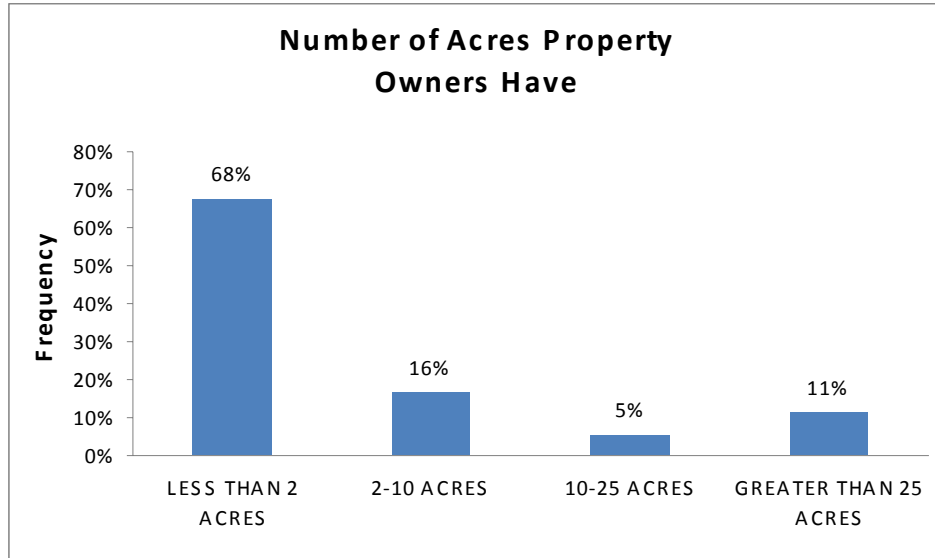 Number of Acres Property
Owners Have
Frequency
80%
70%
60%
50%
40%
30%
20%
10%
0%
68%
16%
5%
11%
LESS THAN 2
ACRES
2-10 ACRES
10-25 ACRES
GREATER THAN 25
ACRES